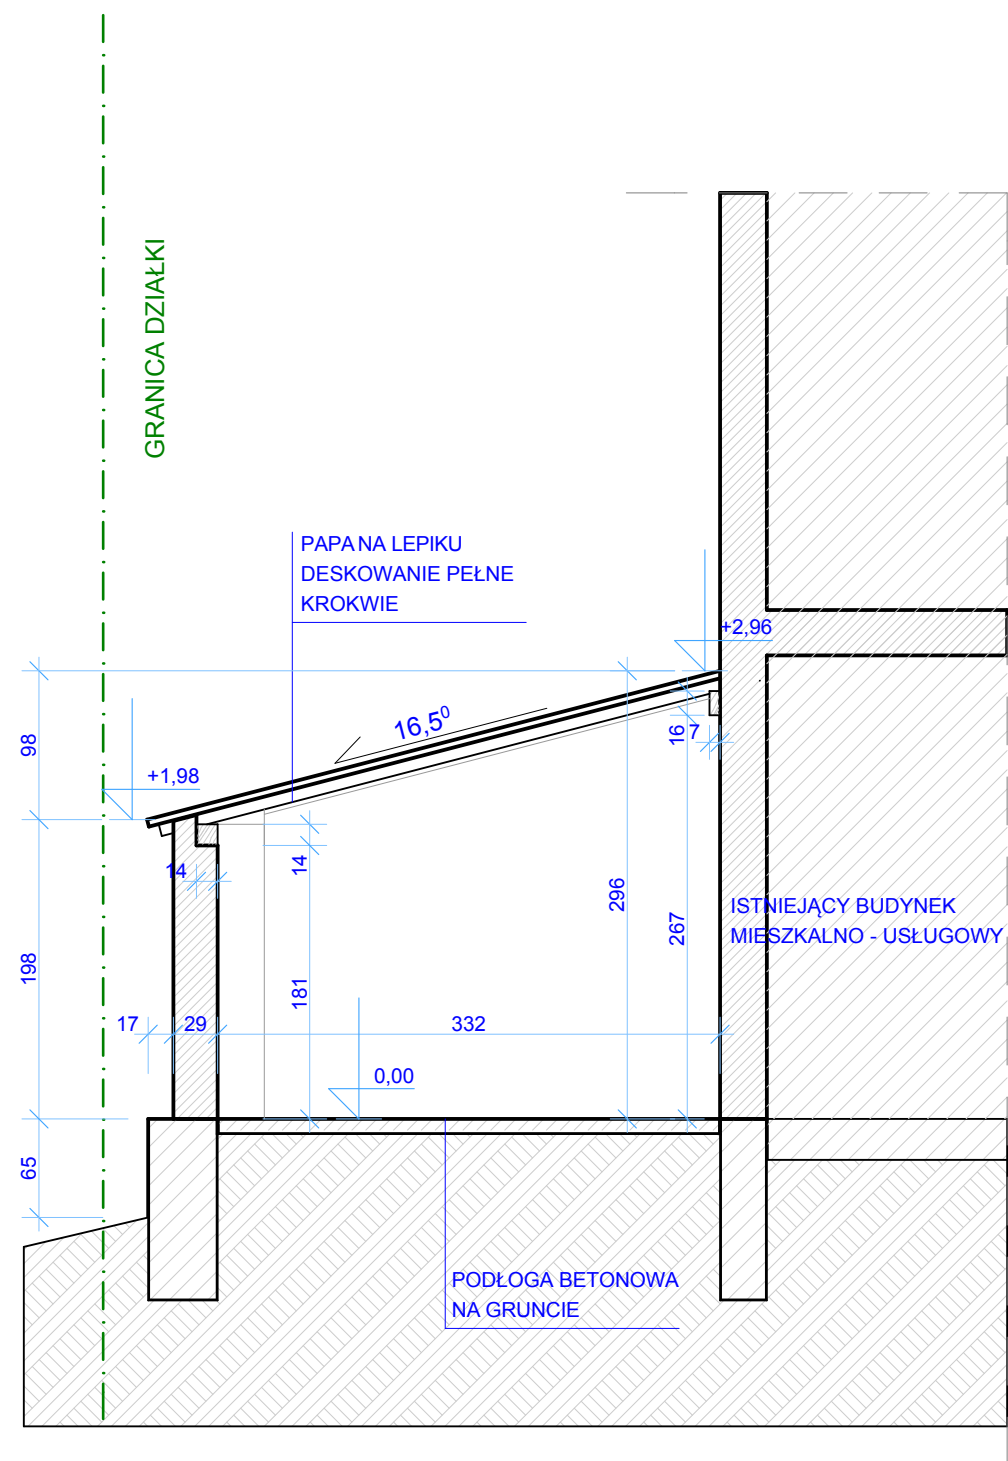 GRANICA DZIAŁKI
PAPA NA LEPIKU
DESKOWANIE PEŁNE
KROKWIE
+2,96
16,5⁰
16
7
98
+1,98
14
14
296
267
ISTNIEJĄCY BUDYNEK
MIESZKALNO - USŁUGOWY
198
181
17
29
332
0,00
65
PODŁOGA BETONOWA
NA GRUNCIE